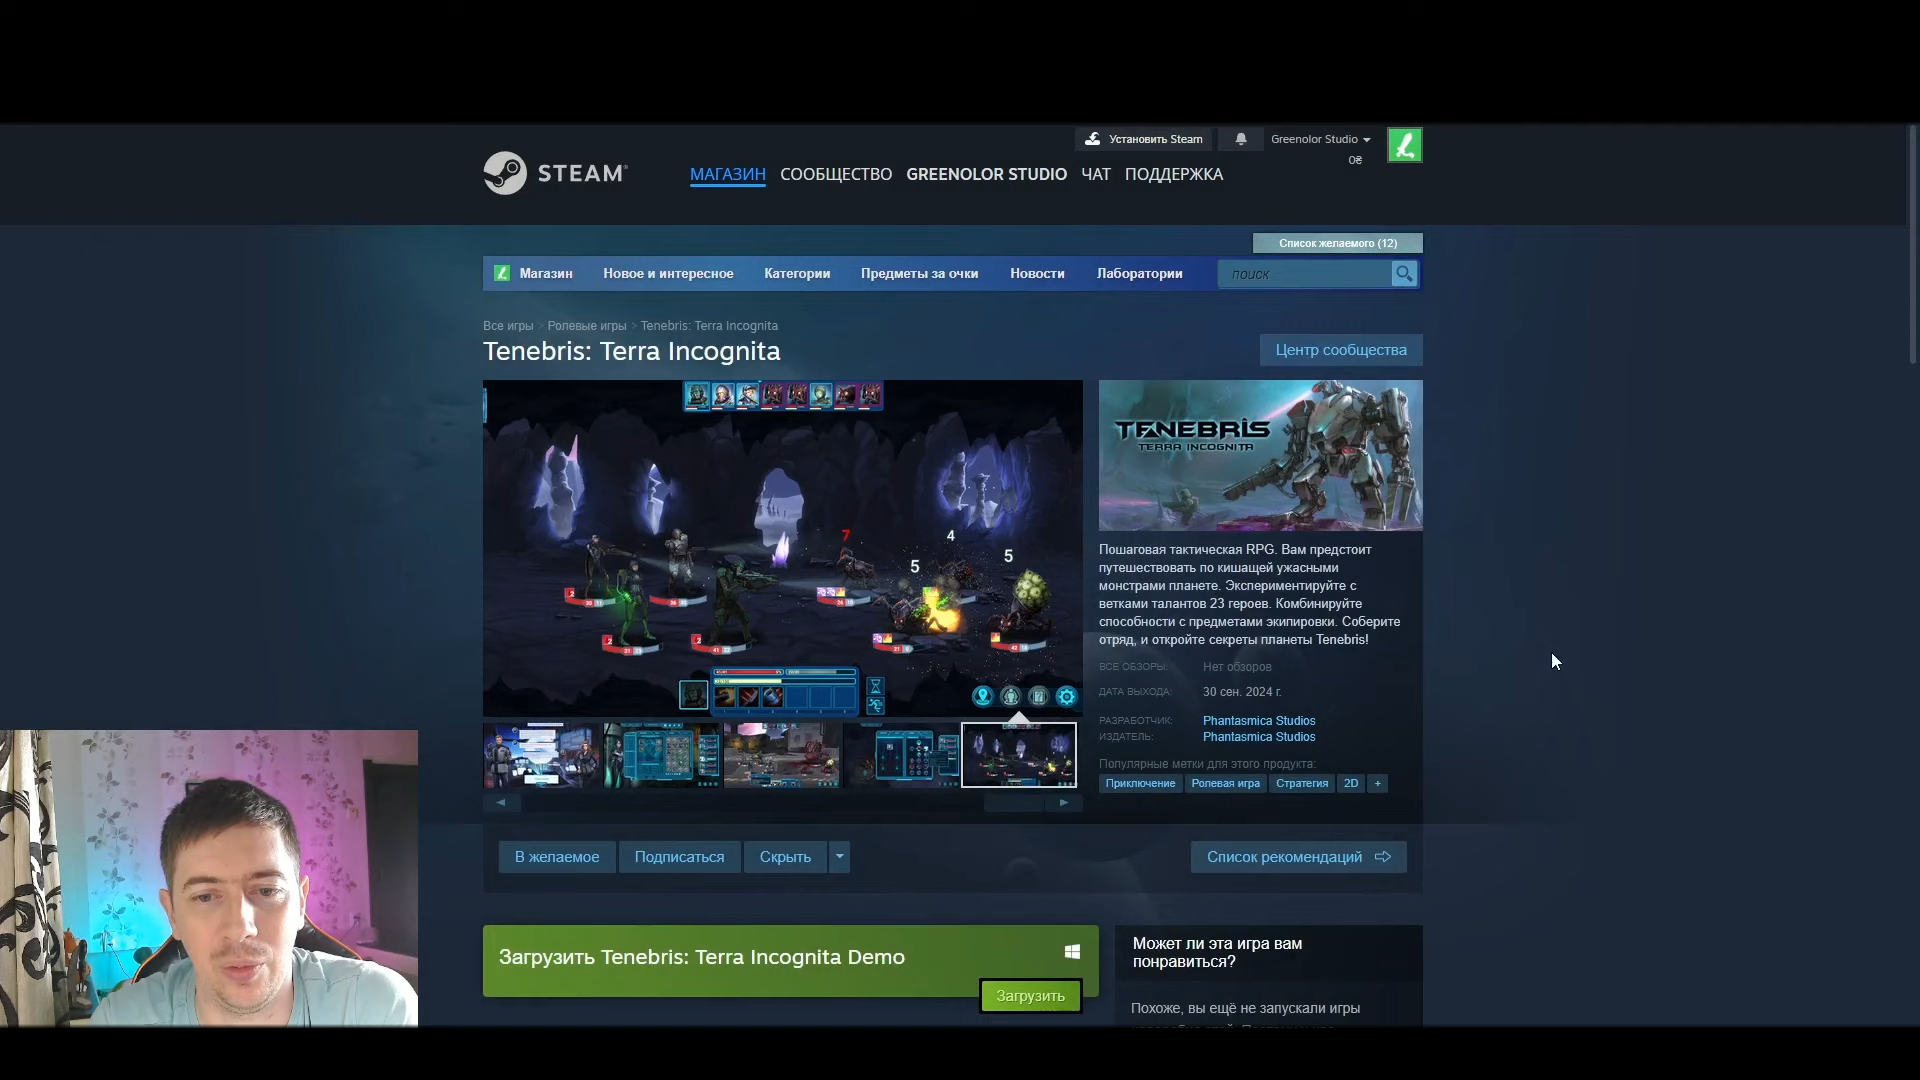 Установить Steam
Greenolor Studio
0₴
STEAM
МАГАЗИН СООБЩЕСТВО GREENOLOR STUDIO ЧАТ ПОДДЕРЖКА
Список желаемого (12)
Магазин Новое и интересное Категории Предметы за очки Новости Лаборатории поиск
Все игры > Ролевые игры > Tenebris: Terra Incognita
Tenebris: Terra Incognita
Центр сообщества
TENEBRIS
TERRA INCOGNITA
7
4
5
5
Пошаговая тактическая RPG. Вам предстоит
путешествовать по кишащей ужасными
монстрами планете. Экспериментируйте с
ветками талантов 23 героев. Комбинируйте
способности с предметами экипировки. Соберите
отряд, и откройте секреты планеты Tenebris!
ВСЕ ОБЗОРЫ: Нет обзоров
ДАТА ВЫХОДА: 30 сен. 2024 г.
РАЗРАБОТЧИК: Phantasmica Studios
ИЗДАТЕЛЬ: Phantasmica Studios
Популярные метки для этого продукта:
Приключение Ролевая игра Стратегия 2D +
В желаемое Подписаться Скрыть
Список рекомендаций
Загрузить Tenebris: Terra Incognita Demo
Загрузить
Может ли эта игра вам
понравиться?
Похоже, вы ещё не запускали игры